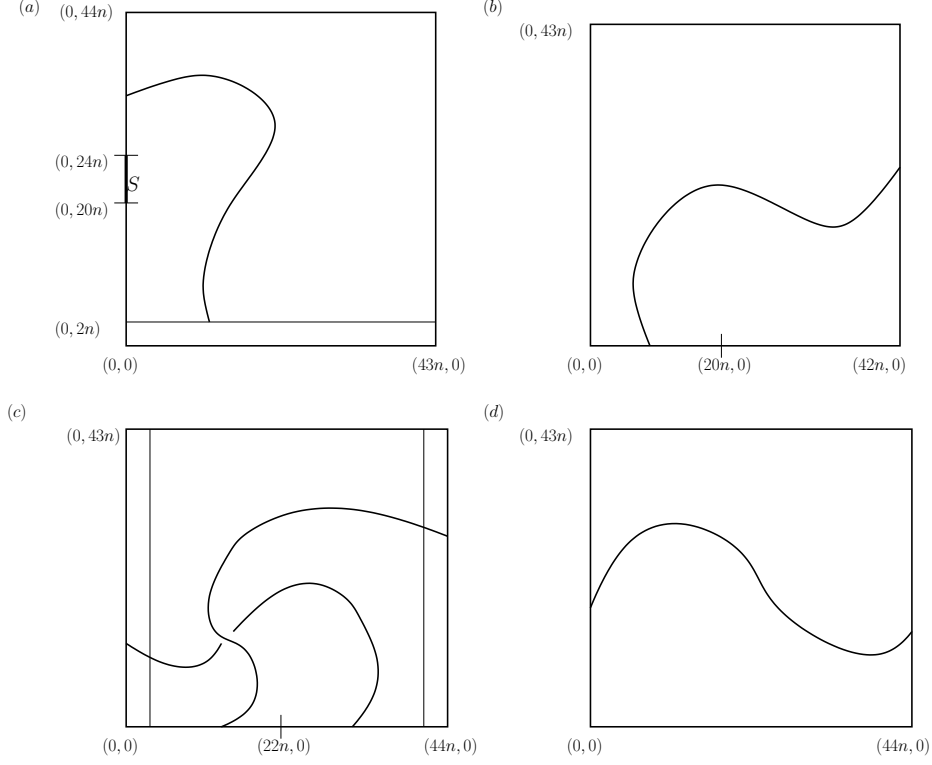 (a) (0, 44n) (b)
(0, 43n)
(0, 24n)
S
(0, 20n)
(0, 2n)
(0, 0) (43n, 0) (0, 0) (20n, 0) (42n, 0)
(c) (d)
(0, 43n) (0, 43n)
(0, 0) (22n, 0) (44n, 0) (0, 0) (44n, 0)